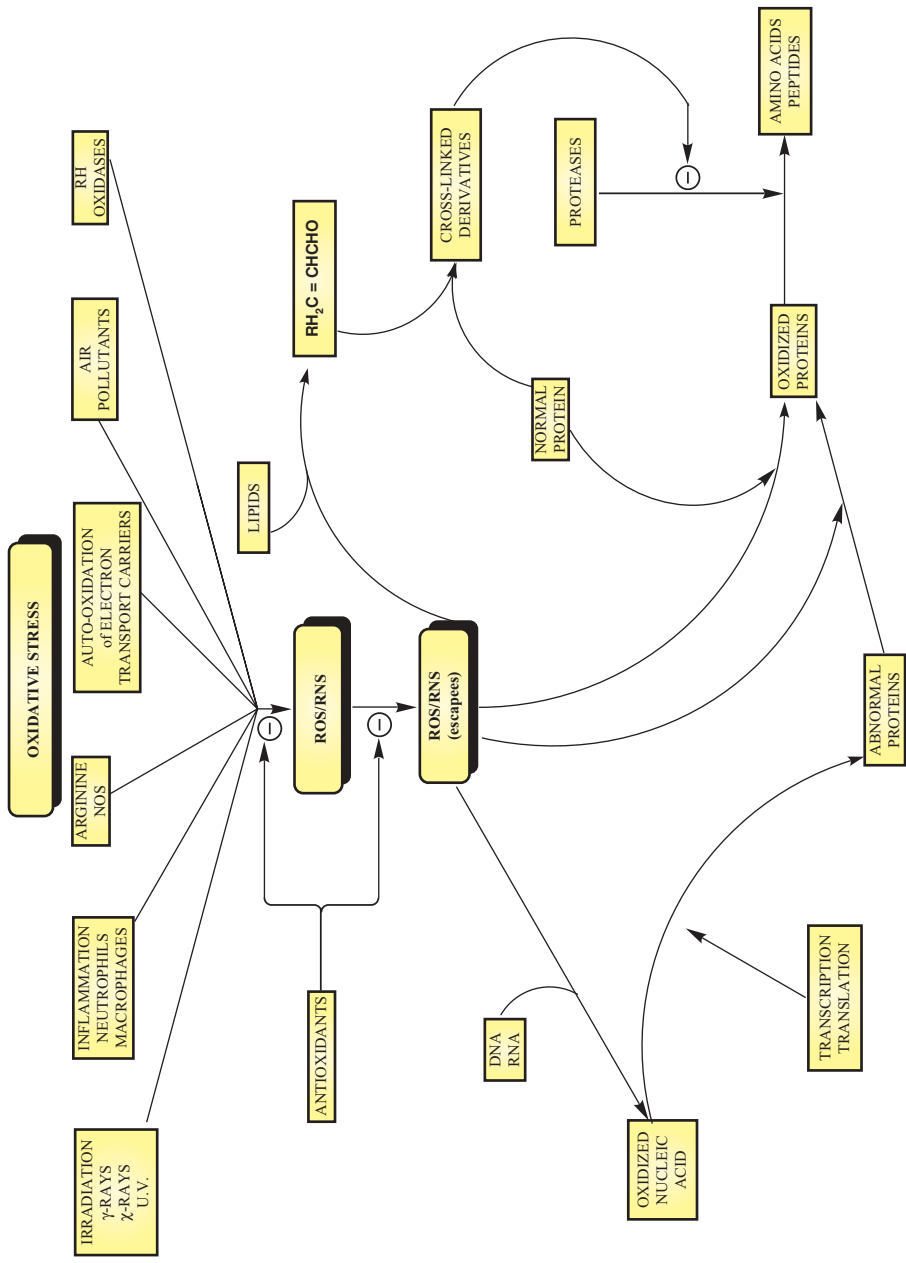 OXIDATIVE STRESS
IRRADIATION
γ-RAYS
χ-RAYS
U.V.
INFLAMMATION
NEUTROPHILS
MACROPHAGES
ARGININE
NOS
AUTO-OXIDATION
of ELECTRON
TRANSPORT CARRIERS
AIR
POLLUTANTS
RH
OXIDASES
ANTIOXIDANTS
−
ROS/RNS
−
LIPIDS
RH₂C = CHCHO
ROS/RNS
(escapees)
DNA
RNA
CROSS-LINKED
DERIVATIVES
NORMAL
PROTEIN
PROTEASES
−
OXIDIZED
NUCLEIC
ACID
OXIDIZED
PROTEINS
AMINO ACIDS
PEPTIDES
TRANSCRIPTION
TRANSLATION
ABNORMAL
PROTEINS